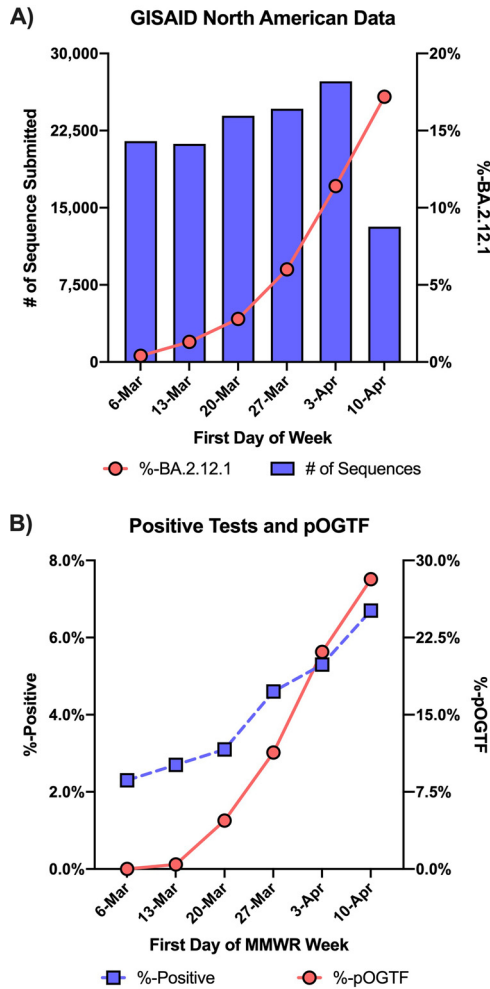 A)
GISAID North American Data
# of Sequence Submitted
30,000
22,500
15,000
7,500
0
20%
15%
10%
5%
0%
%-BA.2.12.1
6-Mar
13-Mar
20-Mar
27-Mar
3-Apr
10-Apr
First Day of Week
%-BA.2.12.1 # of Sequences
B)
Positive Tests and pOGTF
%-Positive
8.0%
6.0%
4.0%
2.0%
0.0%
30.0%
22.5%
15.0%
7.5%
0.0%
%-pOGTF
6-Mar
13-Mar
20-Mar
27-Mar
3-Apr
10-Apr
First Day of MMWR Week
%-Positive %-pOGTF